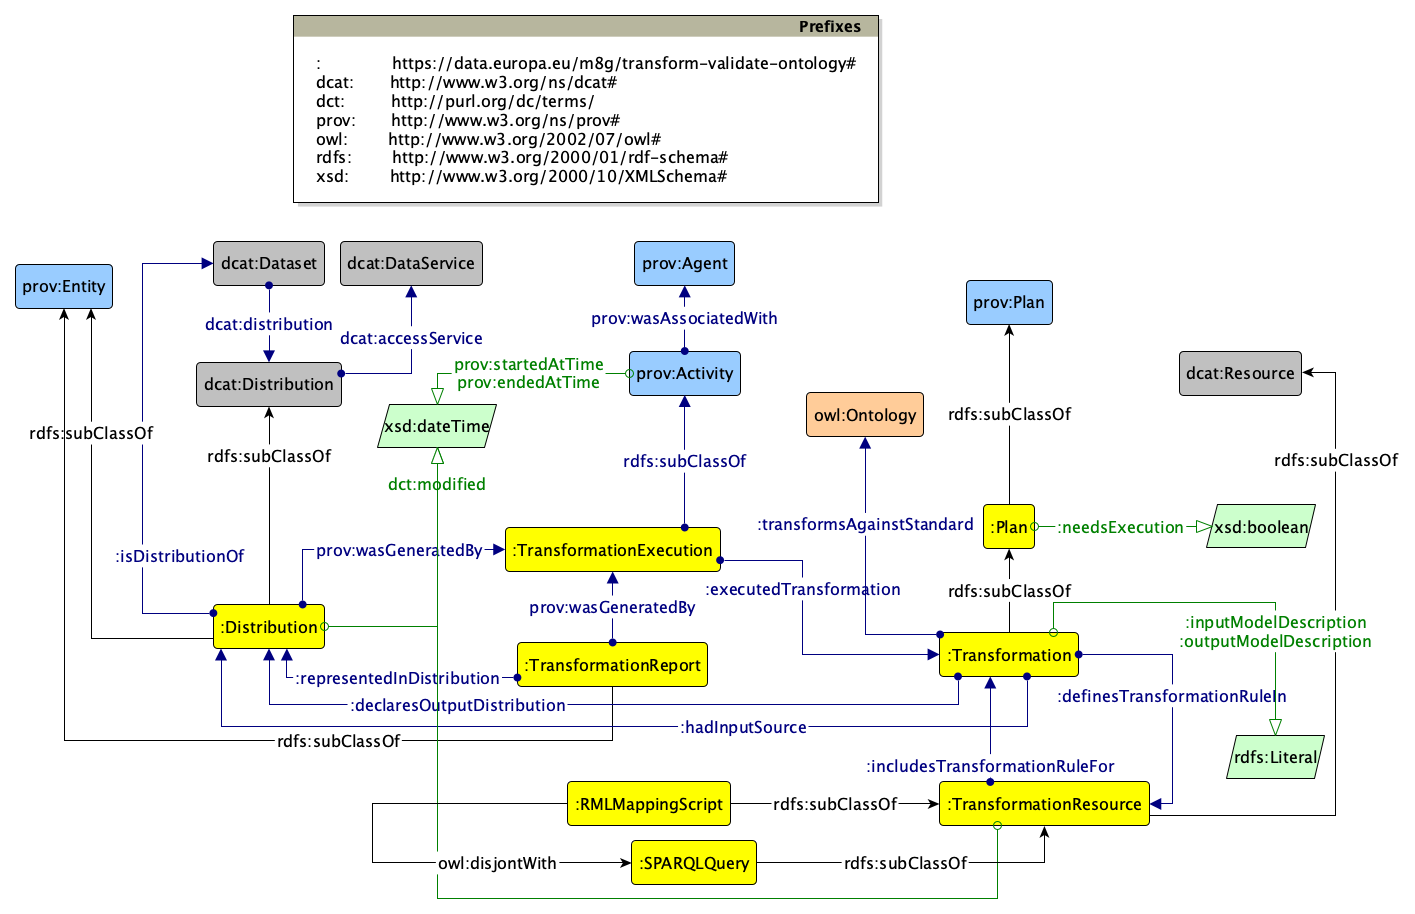 Prefixes
: https://data.europa.eu/m8g/transform-validate-ontology#
dcat: http://www.w3.org/ns/dcat#
dct: http://purl.org/dc/terms/
prov: http://www.w3.org/ns/prov#
owl: http://www.w3.org/2002/07/owl#
rdfs: http://www.w3.org/2000/01/rdf-schema#
xsd: http://www.w3.org/2000/10/XMLSchema#
dcat:Dataset
dcat:DataService
prov:Agent
prov:Entity
prov:Plan
prov:wasAssociatedWith
dcat:distribution
dcat:accessService
prov:startedAtTime
prov:endedAtTime
prov:Activity
dcat:Resource
dcat:Distribution
owl:Ontology
rdfs:subClassOf
xsd:dateTime
rdfs:subClassOf
rdfs:subClassOf
rdfs:subClassOf
rdfs:subClassOf
dct:modified
:transformsAgainstStandard
:Plan
:needsExecution
xsd:boolean
:isDistributionOf
prov:wasGeneratedBy
:TransformationExecution
:executedTransformation
rdfs:subClassOf
prov:wasGeneratedBy
:Distribution
:inputModelDescription
:outputModelDescription
:TransformationReport
:Transformation
:representedInDistribution
:definesTransformationRuleIn
:declaresOutputDistribution
:hadInputSource
rdfs:subClassOf
rdfs:Literal
:includesTransformationRuleFor
:RMLMappingScript
rdfs:subClassOf
:TransformationResource
owl:disjontWith
:SPARQLQuery
rdfs:subClassOf